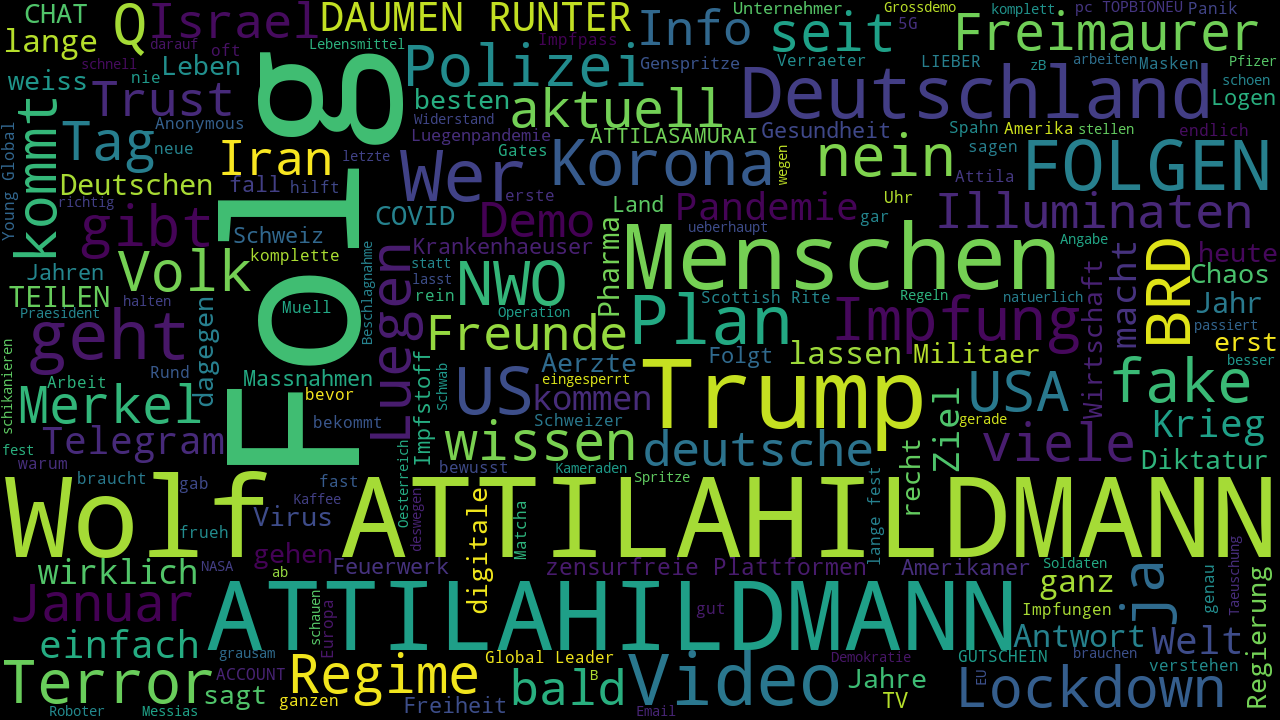 CHAT Q Israel DAUMEN RUNTER Info Unternehmer seit Grossdemo 5G komplett pc TOPBIONEU Panik
lange darauf oft Lebensmittel Impfpass Freimaurer
schnell Leben Polizei Genspritze Verraeter LIEBER zB arbeiten Masken Pfizer
weiss nie Trust besten aktuell Deutschland schoen Logen
kommt Tag Anonymous neue Folgt Widerstand Luegenpandemie ATTILASAMURAI Gesundheit Spahn Amerika stellen endlich
Young Global Iran letzte Wer Gates Korona wegen nein sagen FOLGEN
Deutschen fall hilft erste Attila
richtig gibt COVID Demo Land Pandemie Uhr gar Illuminaten
Schweiz Krankenhaeuser Pharma ueberhaupt Menschen Angabe heute
Jahren Volk komplette Beschlagnahme Luegen statt lasst NWO macht BRD Chaos
TEILEN halten Muell rein Operation Scottish Rite Regeln natuerlich Wirtschaft Jahr
Praesident geht dagegen Freunde Plan Impfung passiert erst
schikanieren Rund Massnahmen Impfstoff Aerzte Folgt lassen Militaer besser
Arbeit bevor schwab US eingesperrt Trump USA fake
Merkel bekommt kommen Schweizer gerade Ziel Krieg
fest Telegram Folg Oesterreich wissen deutsche recht viele Diktatur
warum braucht gab fast bewusst Kameraden Spritze lange fest
Wolf Virus Kaffee deswegen digitale Matcha ATTILAHILDMANN
frueh
wirklich NASA gehen ab Feuerwerk zensurfreie Plattformen Amerikaner Soldaten ganz genau Taeuschung
Januar schauen Europa ATTILAHILDMANN gut Impfungen ja Regierung
einfach grausam Global Leader Demokratie GUTSCHEIN Antwort brauchen Welt
Terror ACCOUNT Regime B bald Video Jahre EU Lockdown verstehen
sagt ganzen Freiheit TV
Roboter Messias Email